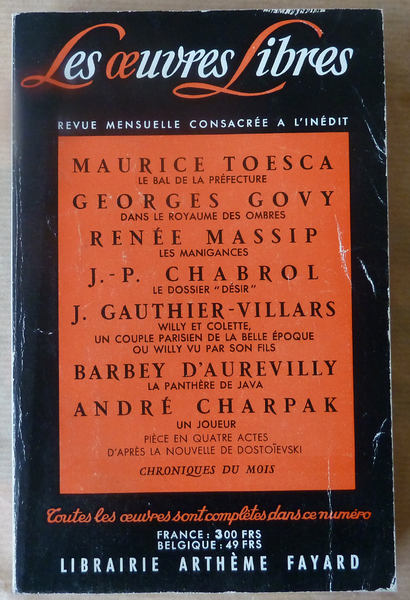 Les œuvres Libres
REVUE MENSUELLE CONSACRÉE A L'INÉDIT
MAURICE TOESCA
LE BAL DE LA PRÉFECTURE
GEORGES GOVY
DANS LE ROYAUME DES OMBRES
RENÉE MASSIP
LES MANIGANCES
J.-P. CHABROL
LE DOSSIER "DÉSIR"
J. GAUTHIER-VILLARS
WILLY ET COLETTE,
UN COUPLE PARISIEN DE LA BELLE ÉPOQUE
OU WILLY VU PAR SON FILS
BARBEY D'AUREVILLY
LA PANTHÈRE DE JAVA
ANDRÉ CHARPAK
UN JOUEUR
PIÈCE EN QUATRE ACTES
D'APRÈS LA NOUVELLE DE DOSTOÏEVSKI
CHRONIQUES DU MOIS
Toutes les œuvres sont complètes dans ce numéro
FRANCE : 300 FRS
BELGIQUE : 49 FRS
LIBRAIRIE ARTHÈME FAYARD